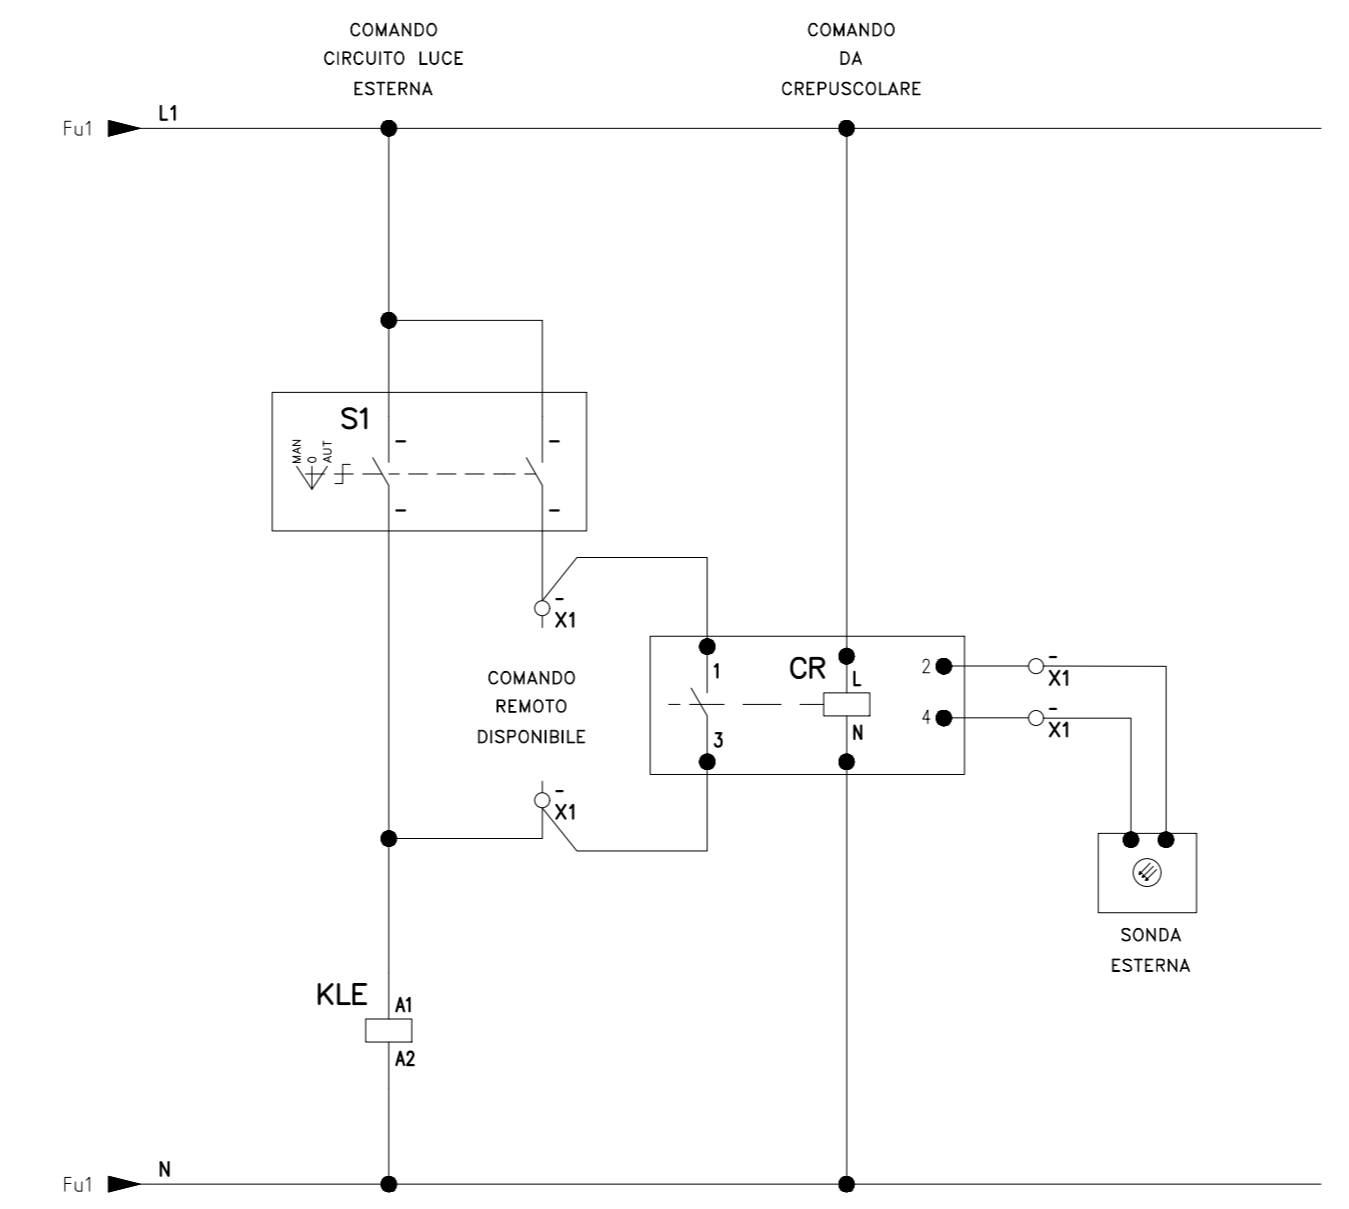 COMANDO
CIRCUITO LUCE
ESTERNA
COMANDO
DA
CREPUSCOLARE
Fu1
L1
S1
MAN
0
AUT
-
-
-
-
-
X1
COMANDO
REMOTO
DISPONIBILE
-
X1
1
3
CR
L
N
2
4
-
X1
-
X1
SONDA
ESTERNA
KLE
A1
A2
Fu1
N